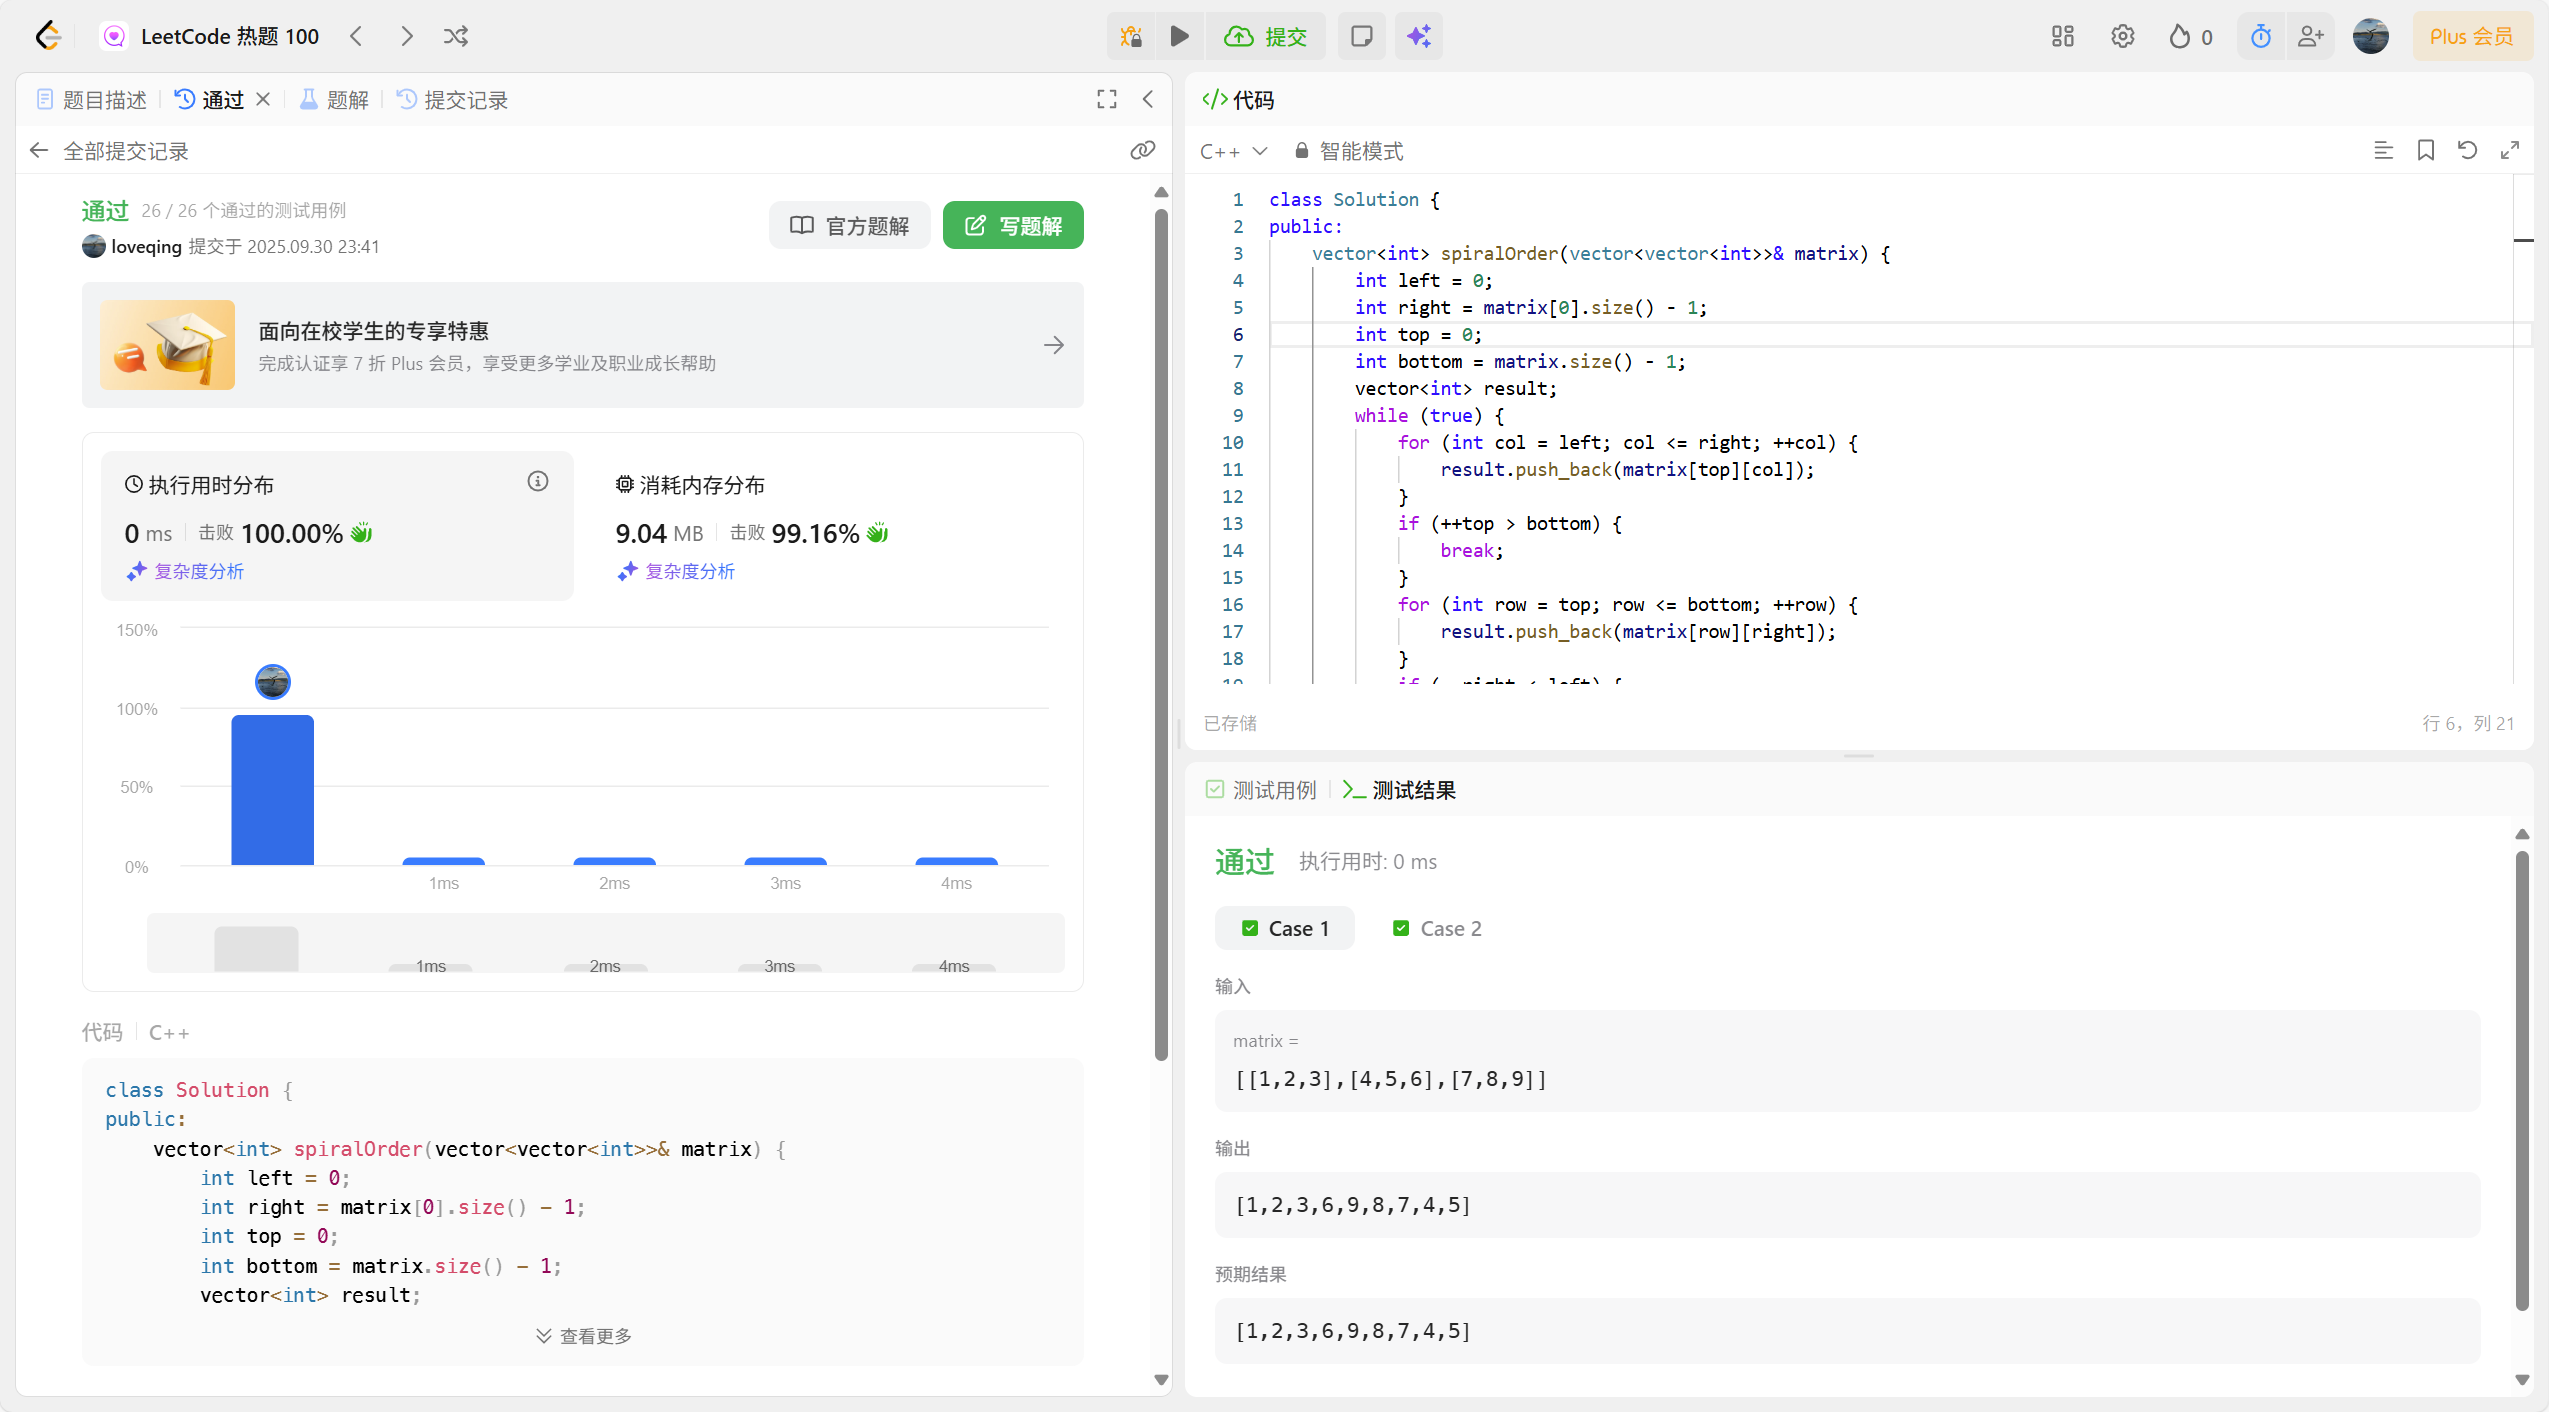 LeetCode 热题 100
提交
0
Plus 会员
题目描述
通过
题解
提交记录
全部提交记录
通过 26 / 26 个通过的测试用例
loveqing 提交于 2025.09.30 23:41
官方题解
写题解
面向在校学生的专享特惠
完成认证享 7 折 Plus 会员，享受更多学业及职业成长帮助
执行用时分布
0 ms 击败 100.00%
复杂度分析
消耗内存分布
9.04 MB 击败 99.16%
复杂度分析
150%
100%
50%
0%
1ms
2ms
3ms
4ms
1ms
2ms
3ms
4ms
代码 C++
class Solution {
public:
    vector<int> spiralOrder(vector<vector<int>>& matrix) {
        int left = 0;
        int right = matrix[0].size() - 1;
        int top = 0;
        int bottom = matrix.size() - 1;
        vector<int> result;
查看更多
</> 代码
C++ 智能模式
1 class Solution {
2 public:
3     vector<int> spiralOrder(vector<vector<int>>& matrix) {
4         int left = 0;
5         int right = matrix[0].size() - 1;
6         int top = 0;
7         int bottom = matrix.size() - 1;
8         vector<int> result;
9         while (true) {
10             for (int col = left; col <= right; ++col) {
11                 result.push_back(matrix[top][col]);
12             }
13             if (++top > bottom) {
14                 break;
15             }
16             for (int row = top; row <= bottom; ++row) {
17                 result.push_back(matrix[row][right]);
18             }
已存储
行 6，列 21
测试用例
测试结果
通过 执行用时: 0 ms
Case 1
Case 2
输入
matrix =
[[1,2,3],[4,5,6],[7,8,9]]
输出
[1,2,3,6,9,8,7,4,5]
预期结果
[1,2,3,6,9,8,7,4,5]